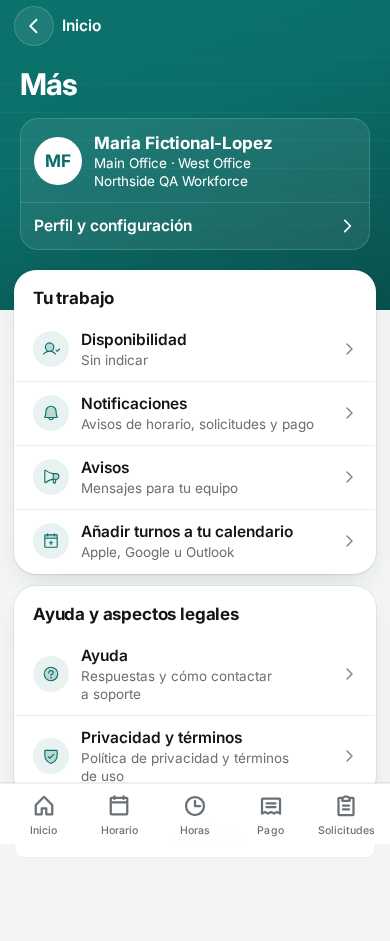 Inicio
Más
MF
Maria Fictional-Lopez
Main Office · West Office
Northside QA Workforce
Perfil y configuración
Tu trabajo
Disponibilidad
Sin indicar
Notificaciones
Avisos de horario, solicitudes y pago
Avisos
Mensajes para tu equipo
Añadir turnos a tu calendario
Apple, Google u Outlook
Ayuda y aspectos legales
Ayuda
Respuestas y cómo contactar
a soporte
Privacidad y términos
Política de privacidad y términos
de uso
Inicio
Horario
Horas
Pago
Solicitudes